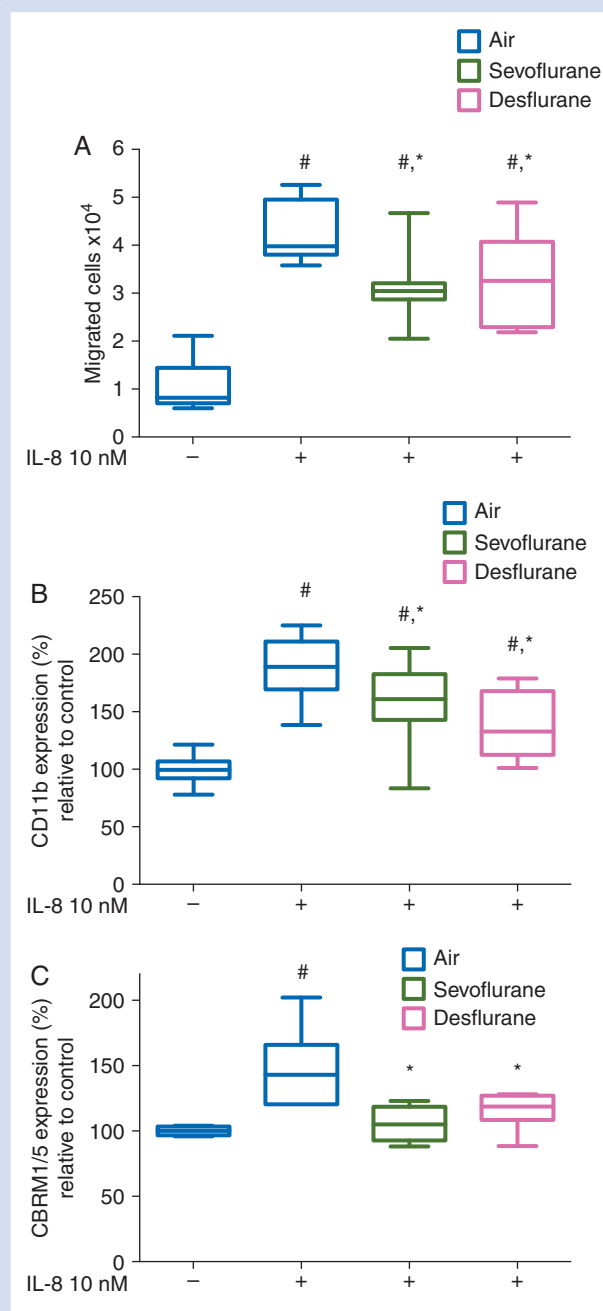 Air
Sevoflurane
Desflurane
A
Migrated cells x10⁴
6
5
4
3
2
1
0
#
#,*
#,*
IL-8 10 nM − + + +
Air
Sevoflurane
Desflurane
B
CD11b expression (%)
relative to control
250
200
150
100
50
0
#
#,*
#,*
IL-8 10 nM − + + +
Air
Sevoflurane
Desflurane
C
CBRM1/5 expression (%)
relative to control
200
150
100
50
0
#
*
*
IL-8 10 nM − + + +